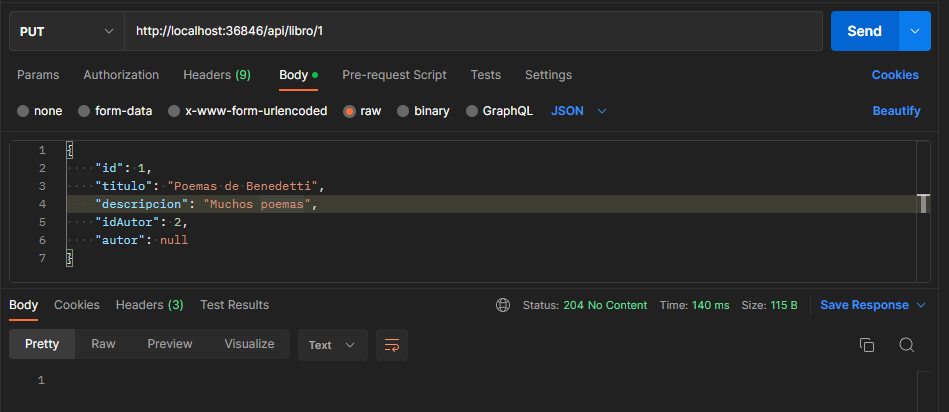 PUT http://localhost:36846/api/libro/1 Send
Params Authorization Headers (9) Body Pre-request Script Tests Settings Cookies
none form-data x-www-form-urlencoded raw binary GraphQL JSON Beautify
1 {
2 "id": 1,
3 "titulo": "Poemas de Benedetti",
4 "descripcion": "Muchos poemas",
5 "idAutor": 2,
6 "autor": null
7 }
Body Cookies Headers (3) Test Results Status: 204 No Content Time: 140 ms Size: 115 B Save Response
Pretty Raw Preview Visualize Text
1